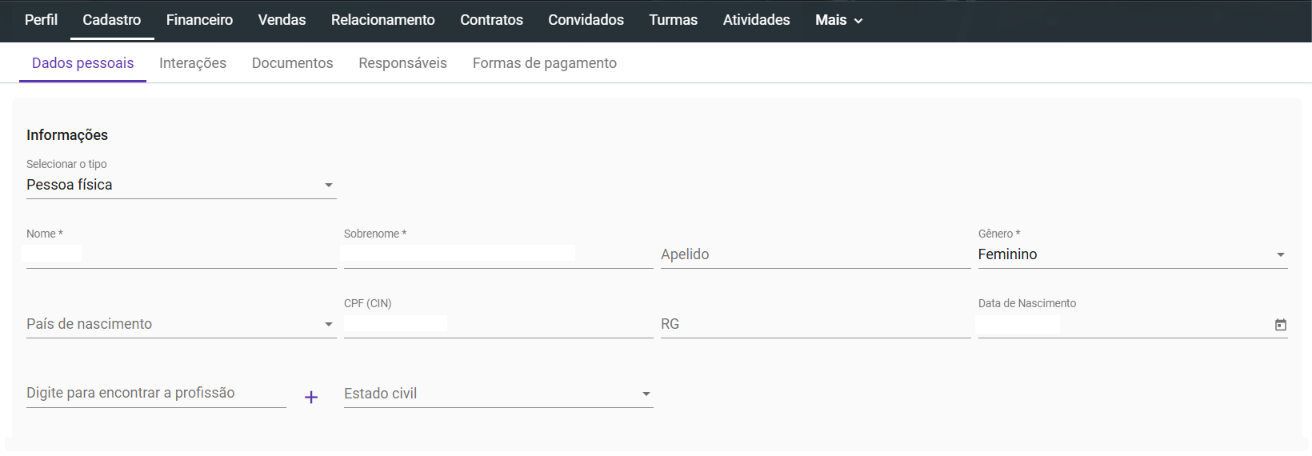 Perfil Cadastro Financeiro Vendas Relacionamento Contratos Convidados Turmas Atividades Mais
Dados pessoais Interações Documentos Responsáveis Formas de pagamento
Informações
Selecionar o tipo
Pessoa física
Nome * Sobrenome * Gênero *
Apelido Feminino
CPF (CIN) Data de Nascimento
País de nascimento RG
Digite para encontrar a profissão + Estado civil